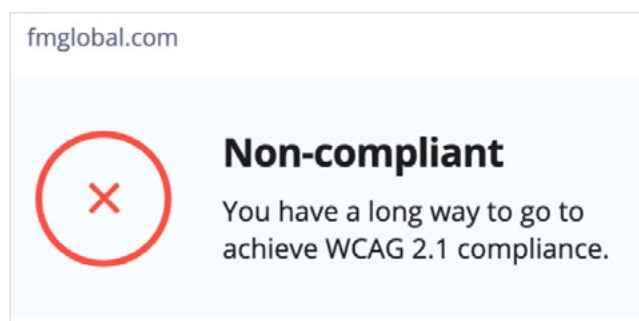 fmglobal.com
Non-compliant
You have a long way to go to
achieve WCAG 2.1 compliance.